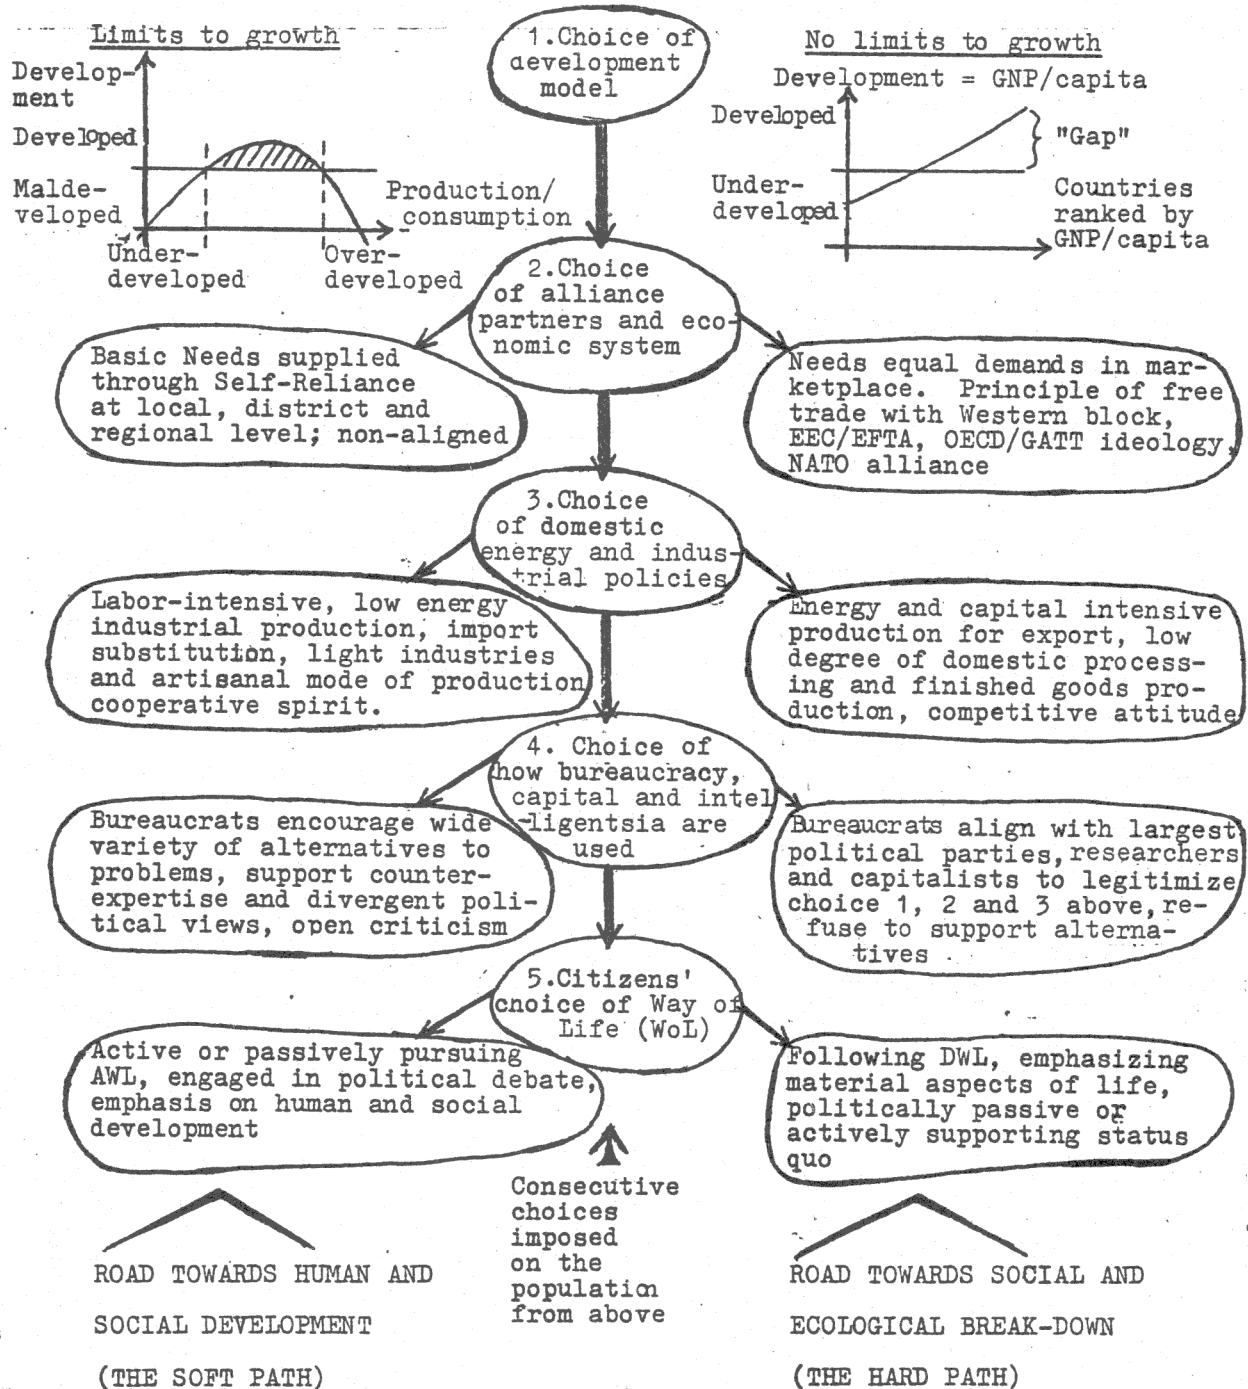 Limits to growth
Develop-
ment
Developed
Malde-
veloped
Production/
consumption
Under-
developed
Over-
developed
1.Choice of
development
model
No limits to growth
Development = GNP/capita
Developed
"Gap"
Under-
developed
Countries
ranked by
GNP/capita
2.Choice
of alliance
partners and eco-
nomic system
Basic Needs supplied
through Self-Reliance
at local, district and
regional level; non-aligned
Needs equal demands in mar-
ketplace. Principle of free
trade with Western block,
EEC/EFTA, OECD/GATT ideology,
NATO alliance
3.Choice
of domestic
energy and indus-
trial policies
Labor-intensive, low energy
industrial production, import
substitution, light industries
and artisanal mode of production
cooperative spirit.
Energy and capital intensive
production for export, low
degree of domestic process-
ing and finished goods pro-
duction, competitive attitude
4. Choice of
how bureaucracy,
capital and intel
-ligentsia are
used
Bureaucrats encourage wide
variety of alternatives to
problems, support counter-
expertise and divergent poli-
tical views, open criticism
Bureaucrats align with largest
political parties, researchers
and capitalists to legitimize
choice 1, 2 and 3 above, re-
fuse to support alterna-
tives.
5.Citizens'
cnoice of Way of
Life (WoL)
Active or passively pursuing
AWL, engaged in political debate,
emphasis on human and social
development
Following DWL, emphasizing
material aspects of life,
politically passive or
actively supporting status
quo
Consecutive
choices
imposed
on the
population
from above
ROAD TOWARDS HUMAN AND
SOCIAL DEVELOPMENT
(THE SOFT PATH)
ROAD TOWARDS SOCIAL AND
ECOLOGICAL BREAK-DOWN
(THE HARD PATH)